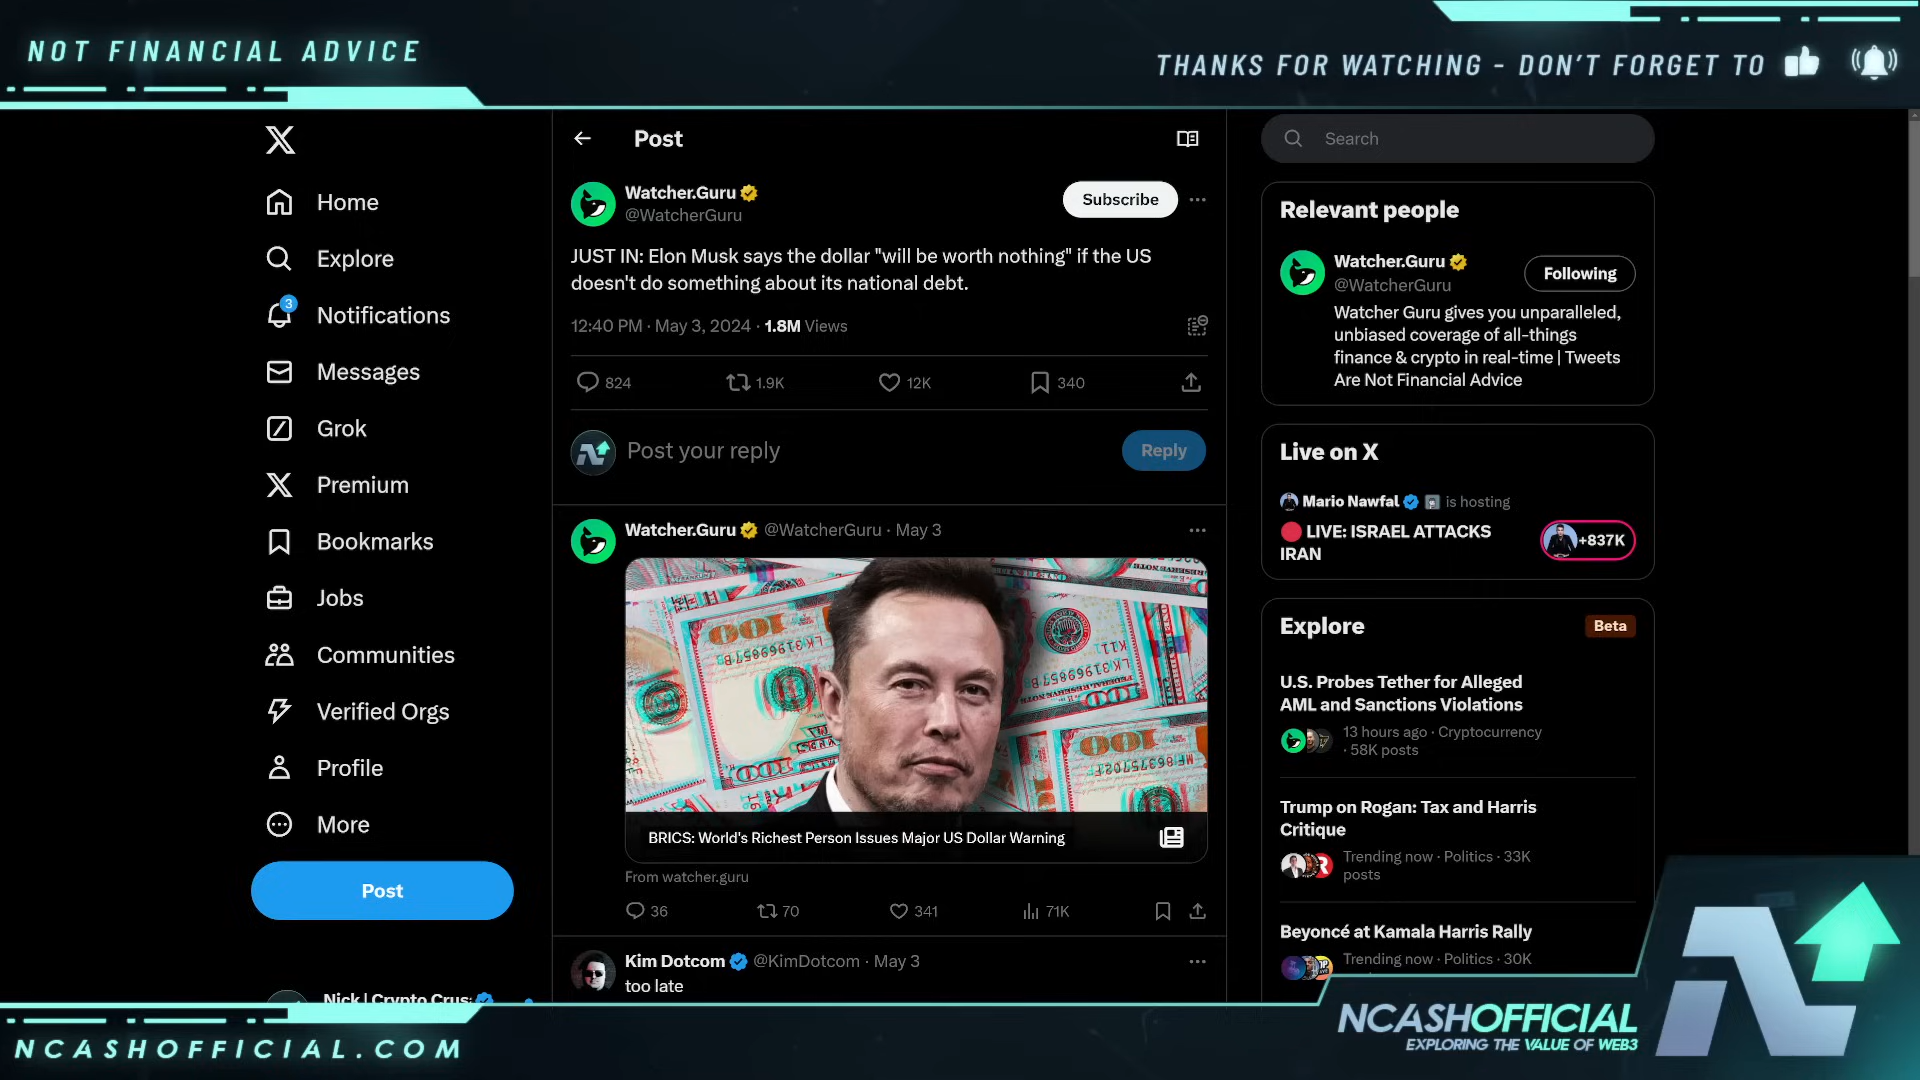 NOT FINANCIAL ADVICE
THANKS FOR WATCHING - DON'T FORGET TO
Home
Explore
3
Notifications
Messages
Grok
Premium
Bookmarks
Jobs
Communities
Verified Orgs
Profile
More
Post
Nick | Crypto Crus
Post
Watcher.Guru
@WatcherGuru
Subscribe
JUST IN: Elon Musk says the dollar "will be worth nothing" if the US
doesn't do something about its national debt.
12:40 PM · May 3, 2024 · 1.8M Views
824 1.9K 12K 340
Post your reply
Reply
Watcher.Guru @WatcherGuru · May 3
BRICS: World's Richest Person Issues Major US Dollar Warning
From watcher.guru
36 70 341 71K
Kim Dotcom @KimDotcom · May 3
too late
Search
Relevant people
Watcher.Guru
@WatcherGuru
Following
Watcher Guru gives you unparalleled,
unbiased coverage of all-things
finance & crypto in real-time | Tweets
Are Not Financial Advice
Live on X
Mario Nawfal is hosting
LIVE: ISRAEL ATTACKS
IRAN
+837K
Explore
Beta
U.S. Probes Tether for Alleged
AML and Sanctions Violations
13 hours ago · Cryptocurrency
· 58K posts
Trump on Rogan: Tax and Harris
Critique
Trending now · Politics · 33K
posts
Beyoncé at Kamala Harris Rally
Trending now · Politics · 30K
NCASHOFFICIAL.COM
NCASHOFFICIAL
EXPLORING THE VALUE OF WEB3